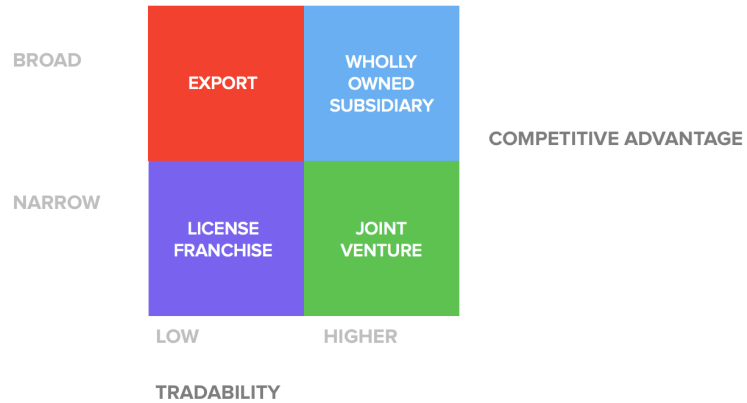 BROAD
EXPORT
WHOLLY
OWNED
SUBSIDIARY
COMPETITIVE ADVANTAGE
NARROW
LICENSE
FRANCHISE
JOINT
VENTURE
LOW
HIGHER
TRADABILITY